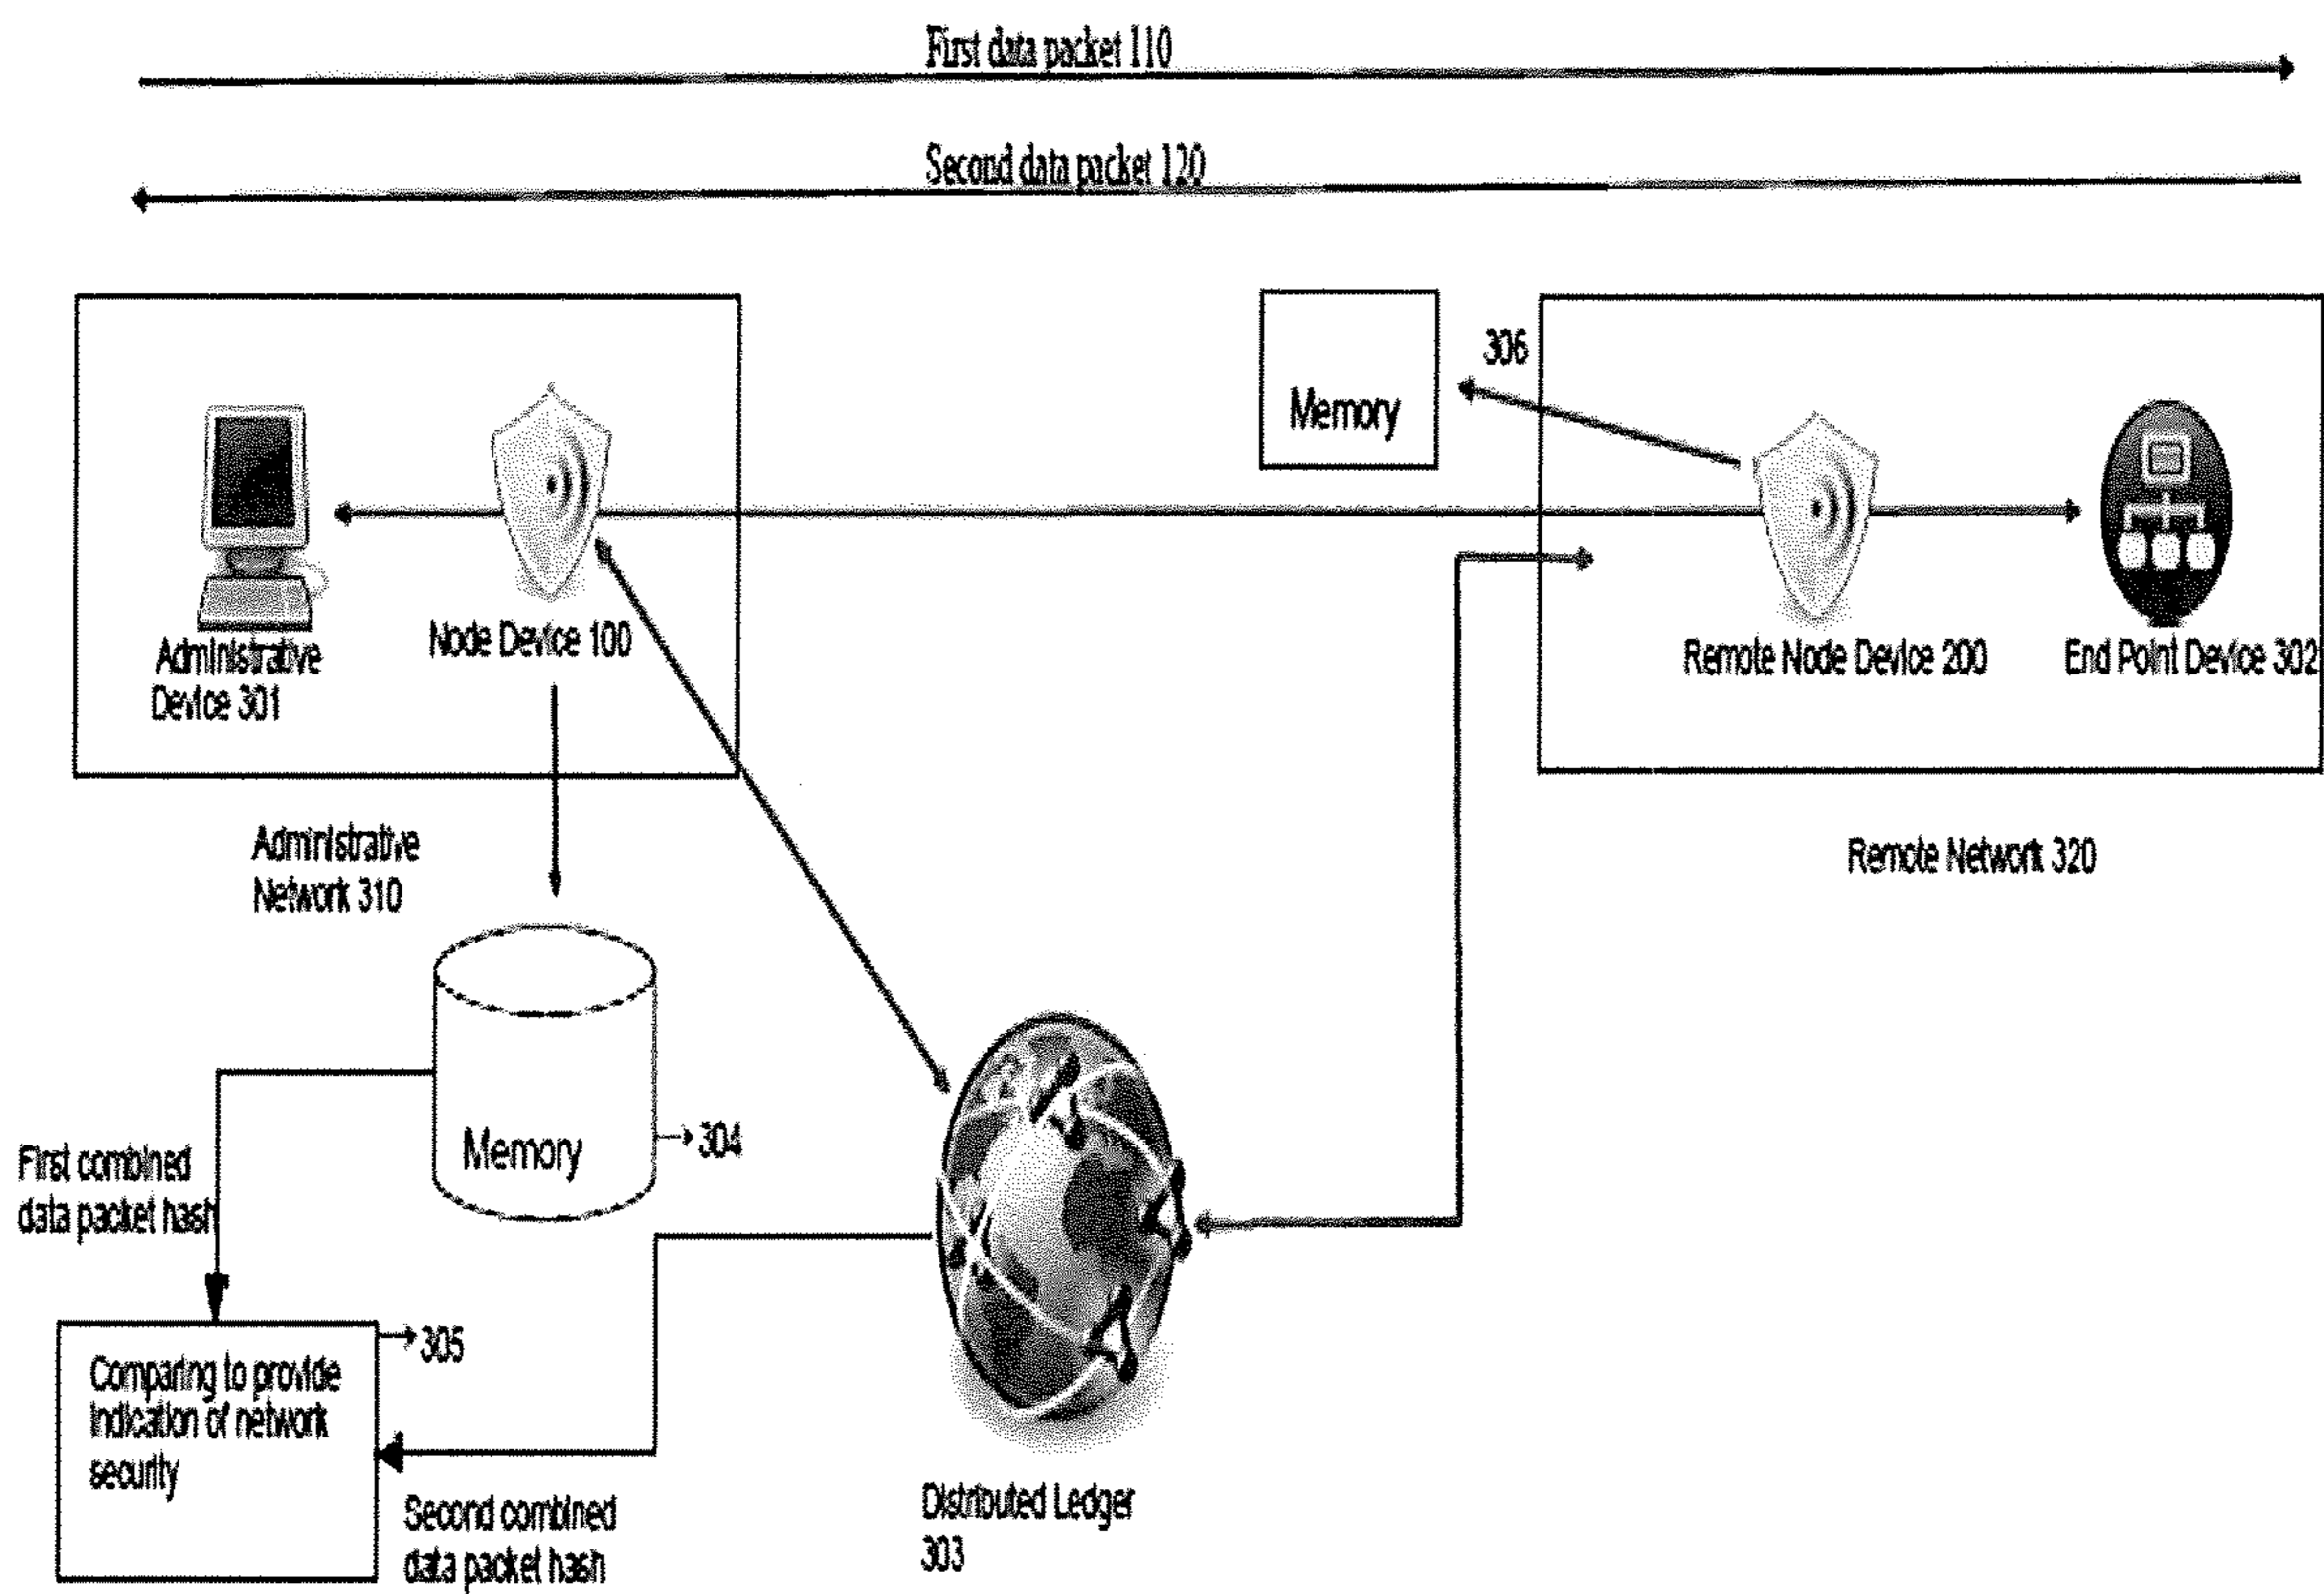 First data packet 110
Second data packet 120
306
Memory
Administrative
Device 301
Node Device 100
Remote Node Device 200
End Point Device 302
Administrative
Network 310
Remote Network 320
Memory
304
First combined
data packet hash
305
Comparing to provide
indication of network
security
Second combined
data packet hash
Distributed Ledger
303